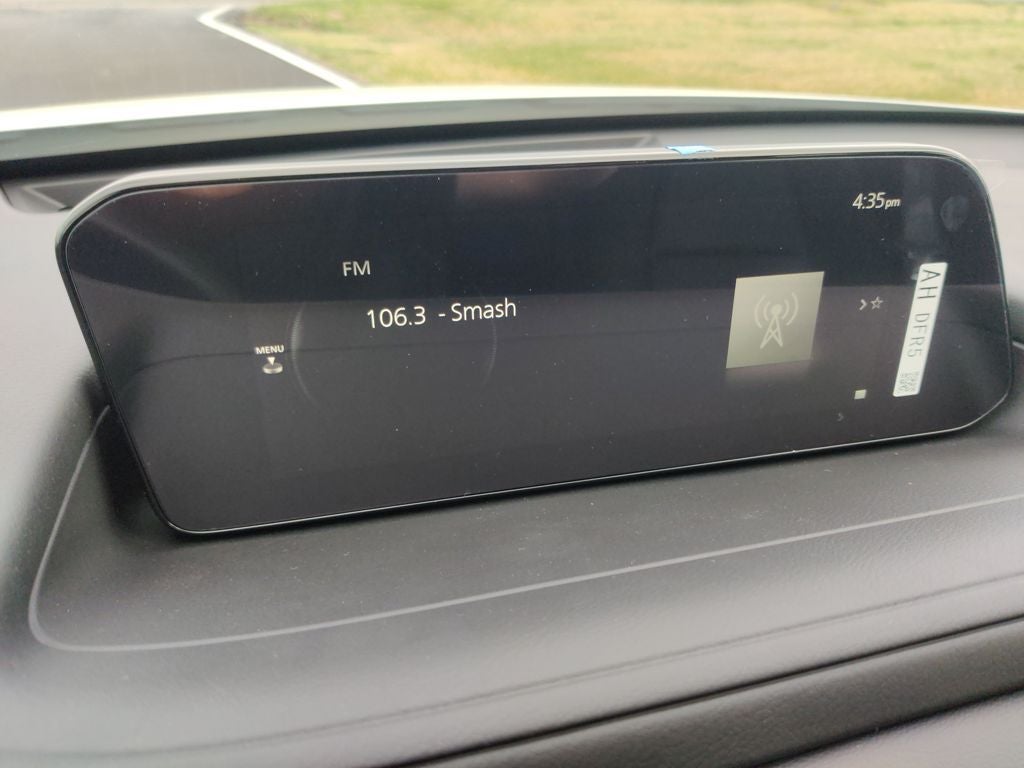 4:35pm
FM
106.3 - Smash
MENU
AH DFR5